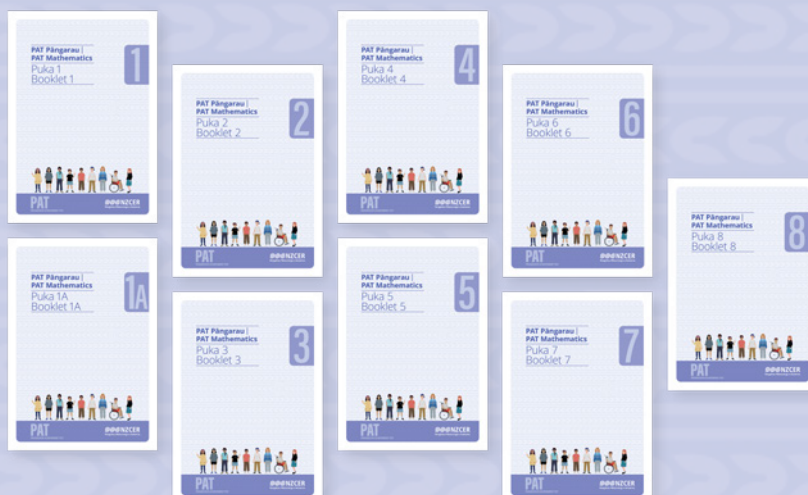 PAT Pāngarau |
PAT Mathematics
Puka 1
Booklet 1
1
PAT
NZCER
PAT Pāngarau |
PAT Mathematics
Puka 1A
Booklet 1A
1A
PAT
NZCER
PAT Pāngarau |
PAT Mathematics
Puka 2
Booklet 2
2
PAT
NZCER
PAT Pāngarau |
PAT Mathematics
Puka 3
Booklet 3
3
PAT
NZCER
PAT Pāngarau |
PAT Mathematics
Puka 4
Booklet 4
4
PAT
NZCER
PAT Pāngarau |
PAT Mathematics
Puka 5
Booklet 5
5
PAT
NZCER
PAT Pāngarau |
PAT Mathematics
Puka 6
Booklet 6
6
PAT
NZCER
PAT Pāngarau |
PAT Mathematics
Puka 7
Booklet 7
7
PAT
NZCER
PAT Pāngarau |
PAT Mathematics
Puka 8
Booklet 8
8
PAT
NZCER